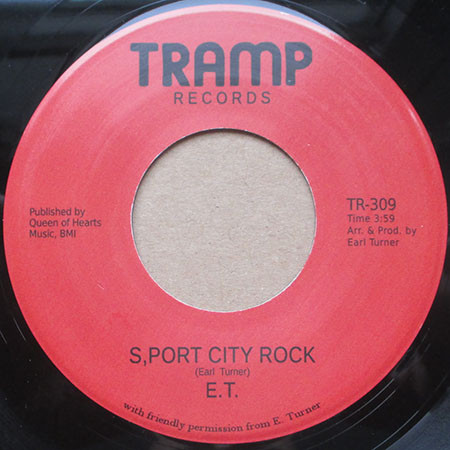 TRAMP
RECORDS
Published by
Queen of Hearts
Music, BMI
TR-309
Time 3:59
Arr. & Prod. by
Earl Turner
S,PORT CITY ROCK
(Earl Turner)
E.T.
with friendly permission from E. Turner